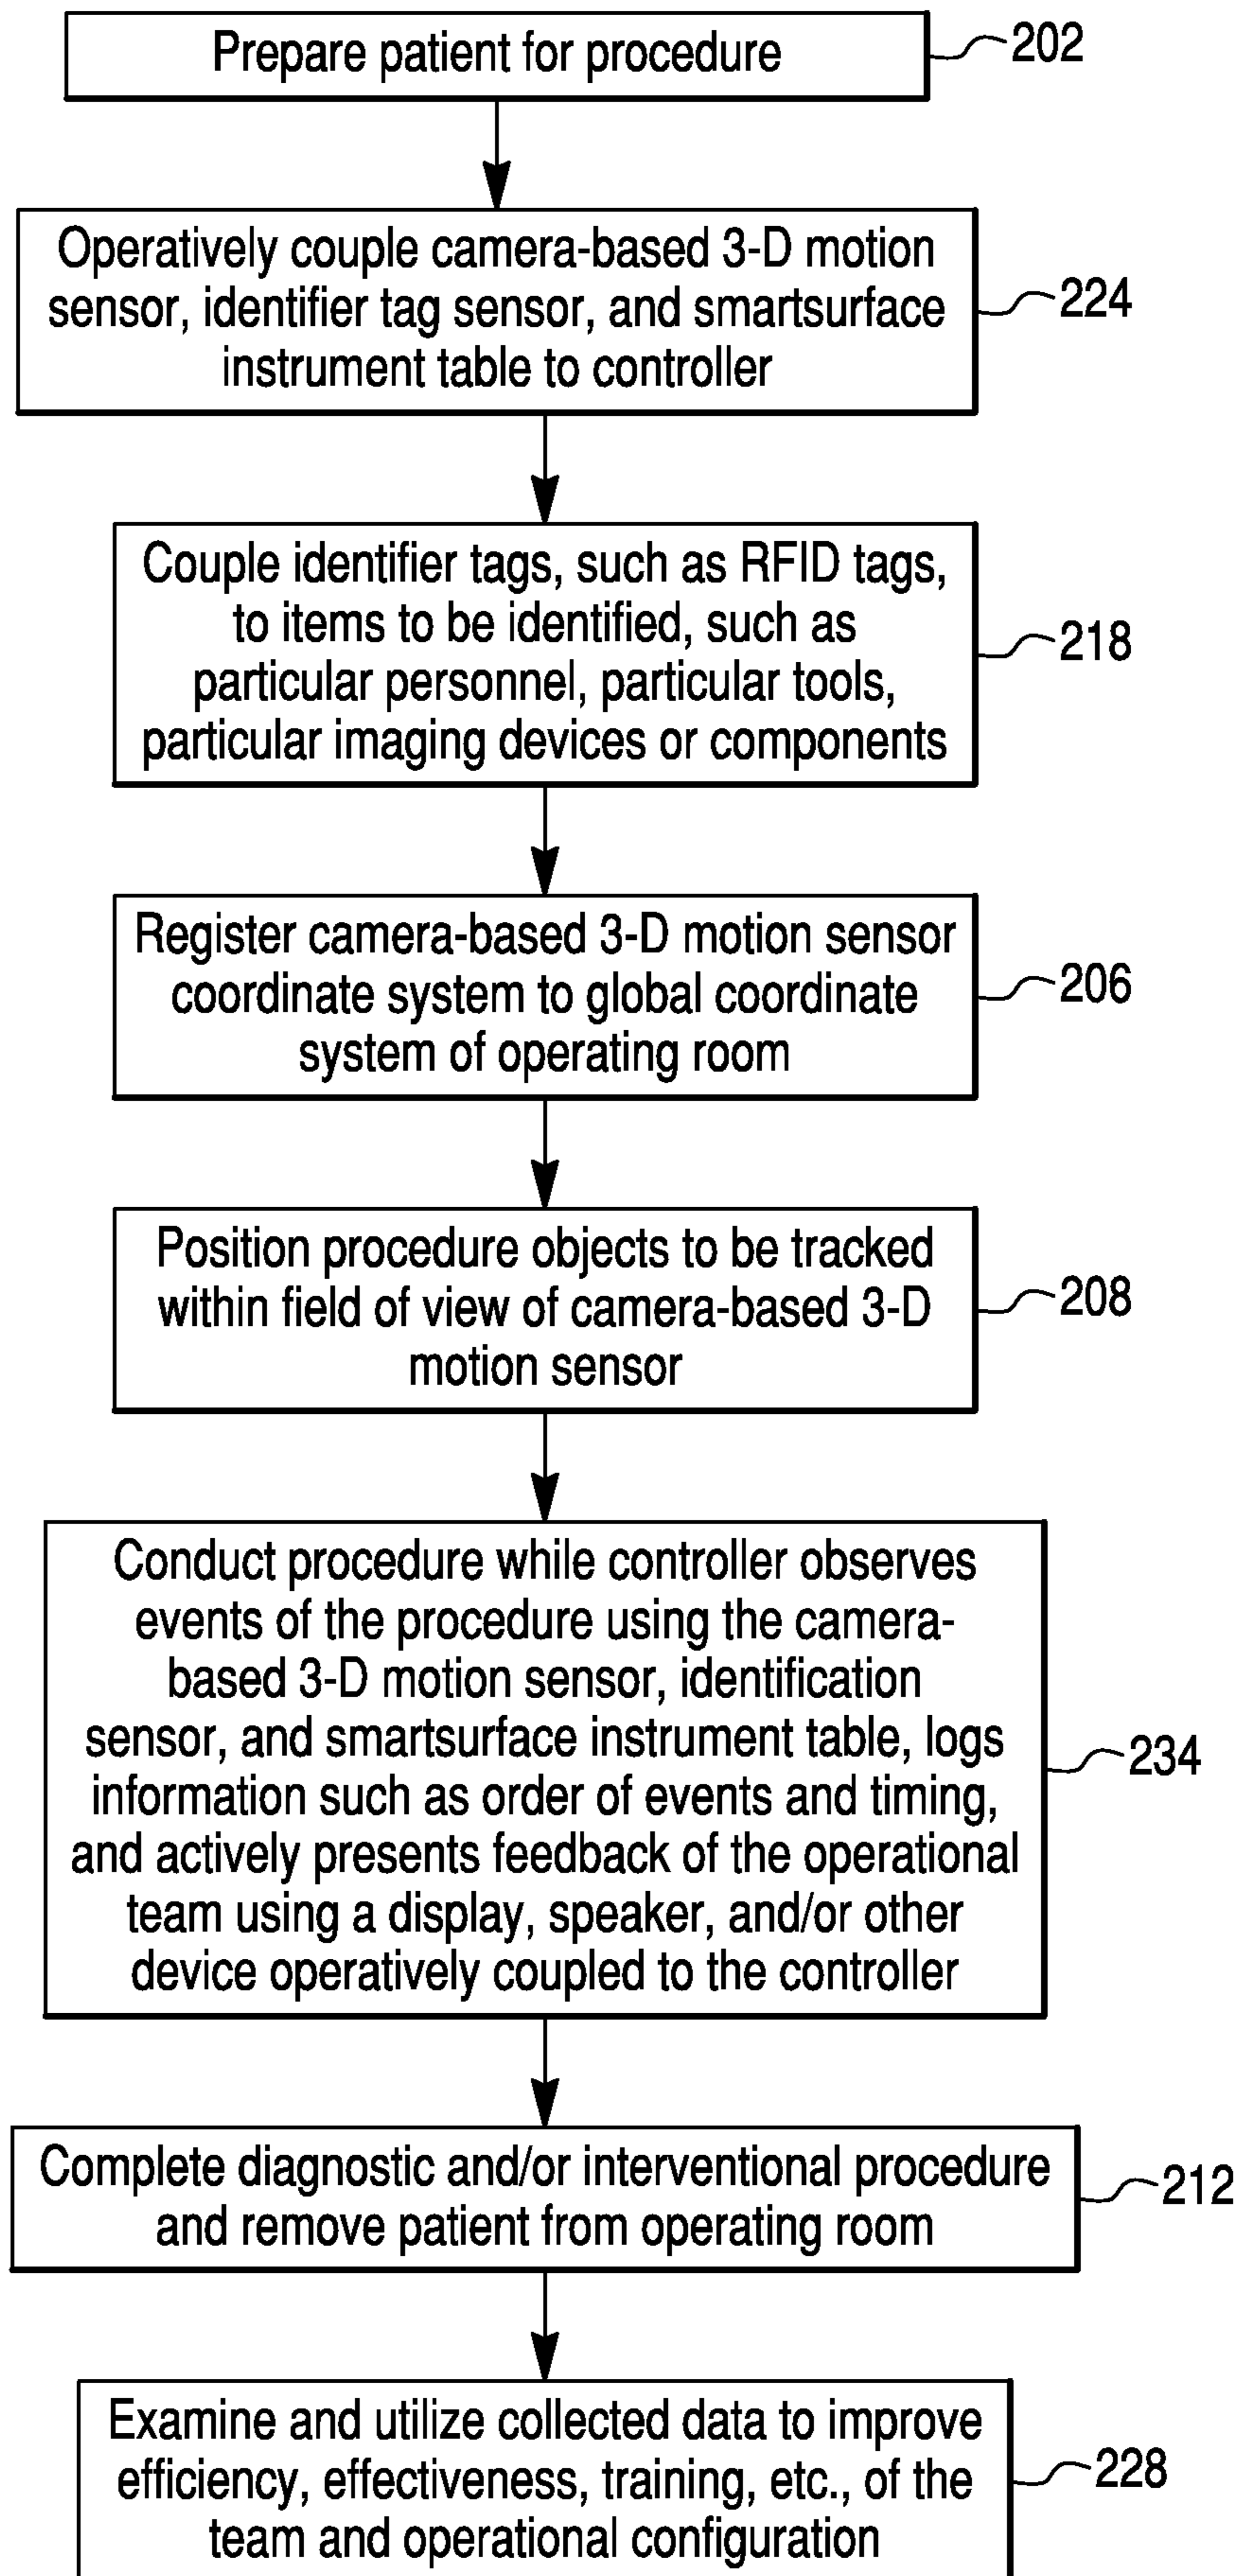 Prepare patient for procedure
202
Operatively couple camera-based 3-D motion
sensor, identifier tag sensor, and smartsurface
instrument table to controller
224
Couple identifier tags, such as RFID tags,
to items to be identified, such as
particular personnel, particular tools,
particular imaging devices or components
218
Register camera-based 3-D motion sensor
coordinate system to global coordinate
system of operating room
206
Position procedure objects to be tracked
within field of view of camera-based 3-D
motion sensor
208
Conduct procedure while controller observes
events of the procedure using the camera-
based 3-D motion sensor, identification
sensor, and smartsurface instrument table, logs
information such as order of events and timing,
and actively presents feedback of the operational
team using a display, speaker, and/or other
device operatively coupled to the controller
234
Complete diagnostic and/or interventional procedure
and remove patient from operating room
212
Examine and utilize collected data to improve
efficiency, effectiveness, training, etc., of the
team and operational configuration
228